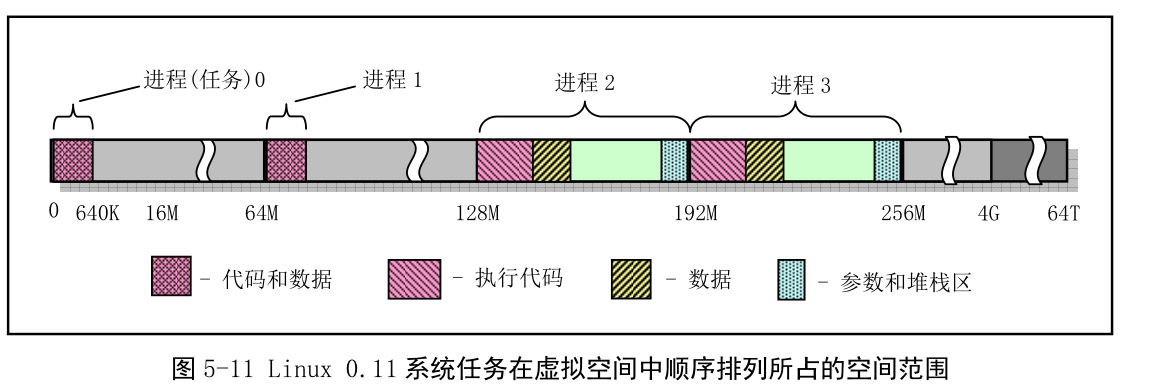 进程(任务)0
进程 1
进程 2
进程 3
0 640K 16M 64M 128M 192M 256M 4G 64T
- 代码和数据 - 执行代码 - 数据 - 参数和堆栈区
图 5-11 Linux 0.11 系统任务在虚拟空间中顺序排列所占的空间范围